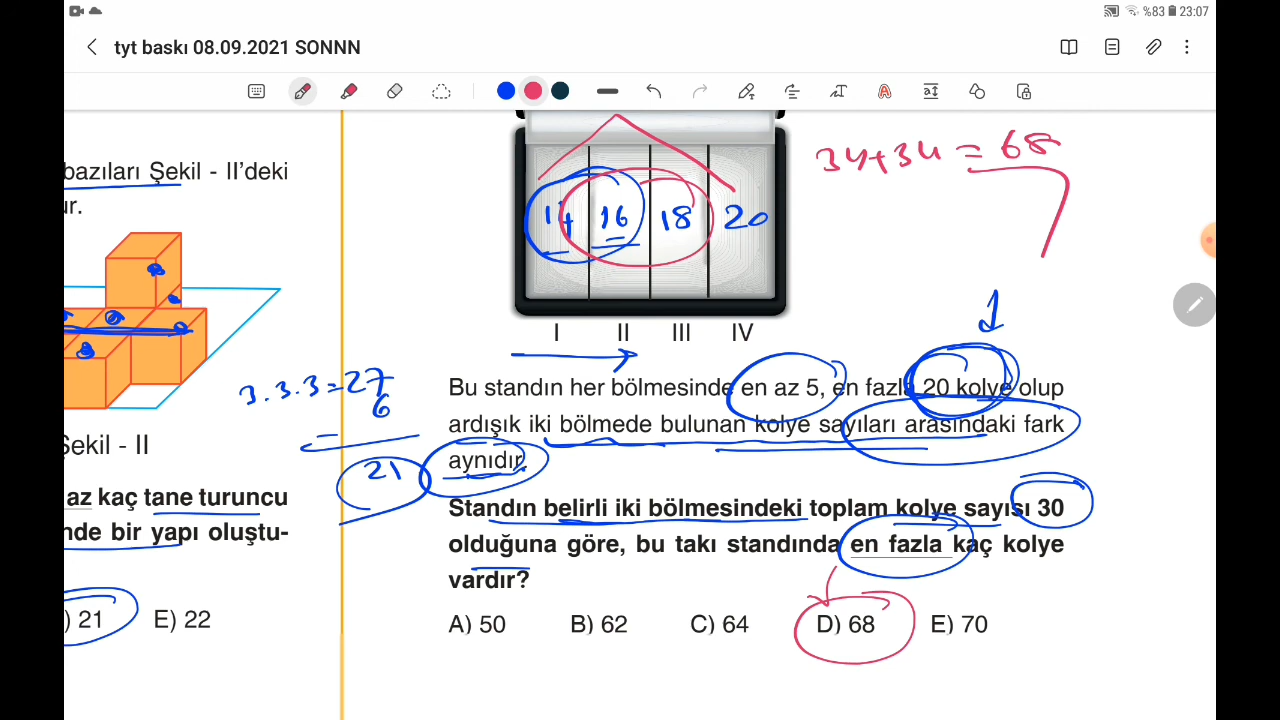 %83 23:07
tyt baskı 08.09.2021 SONNN
bazıları Şekil - II'deki
ur.
Şekil - II
az kaç tane turuncu
nde bir yapı oluştu-
) 21 E) 22
3.3.3=27
6
21
14 16 18 20
34+34=68
I II III IV
Bu standın her bölmesinde en az 5, en fazla 20 kolye olup
ardışık iki bölmede bulunan kolye sayıları arasındaki fark
aynıdır.
Standın belirli iki bölmesindeki toplam kolye sayısı 30
olduğuna göre, bu takı standında en fazla kaç kolye
vardır?
A) 50 B) 62 C) 64 D) 68 E) 70